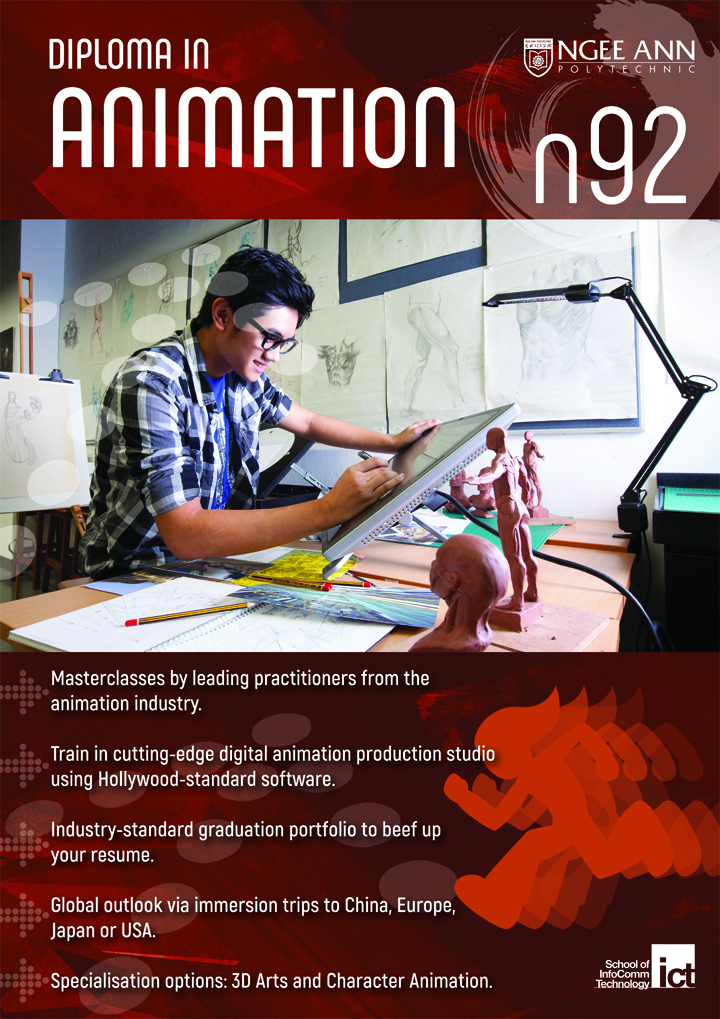 DIPLOMA IN
ANIMATION
NGEE ANN
POLYTECHNIC
n92
Masterclasses by leading practitioners from the
animation industry.
Train in cutting-edge digital animation production studio
using Hollywood-standard software.
Industry-standard graduation portfolio to beef up
your resume.
Global outlook via immersion trips to China, Europe,
Japan or USA.
Specialisation options: 3D Arts and Character Animation.
School of
InfoComm
Technology
ict